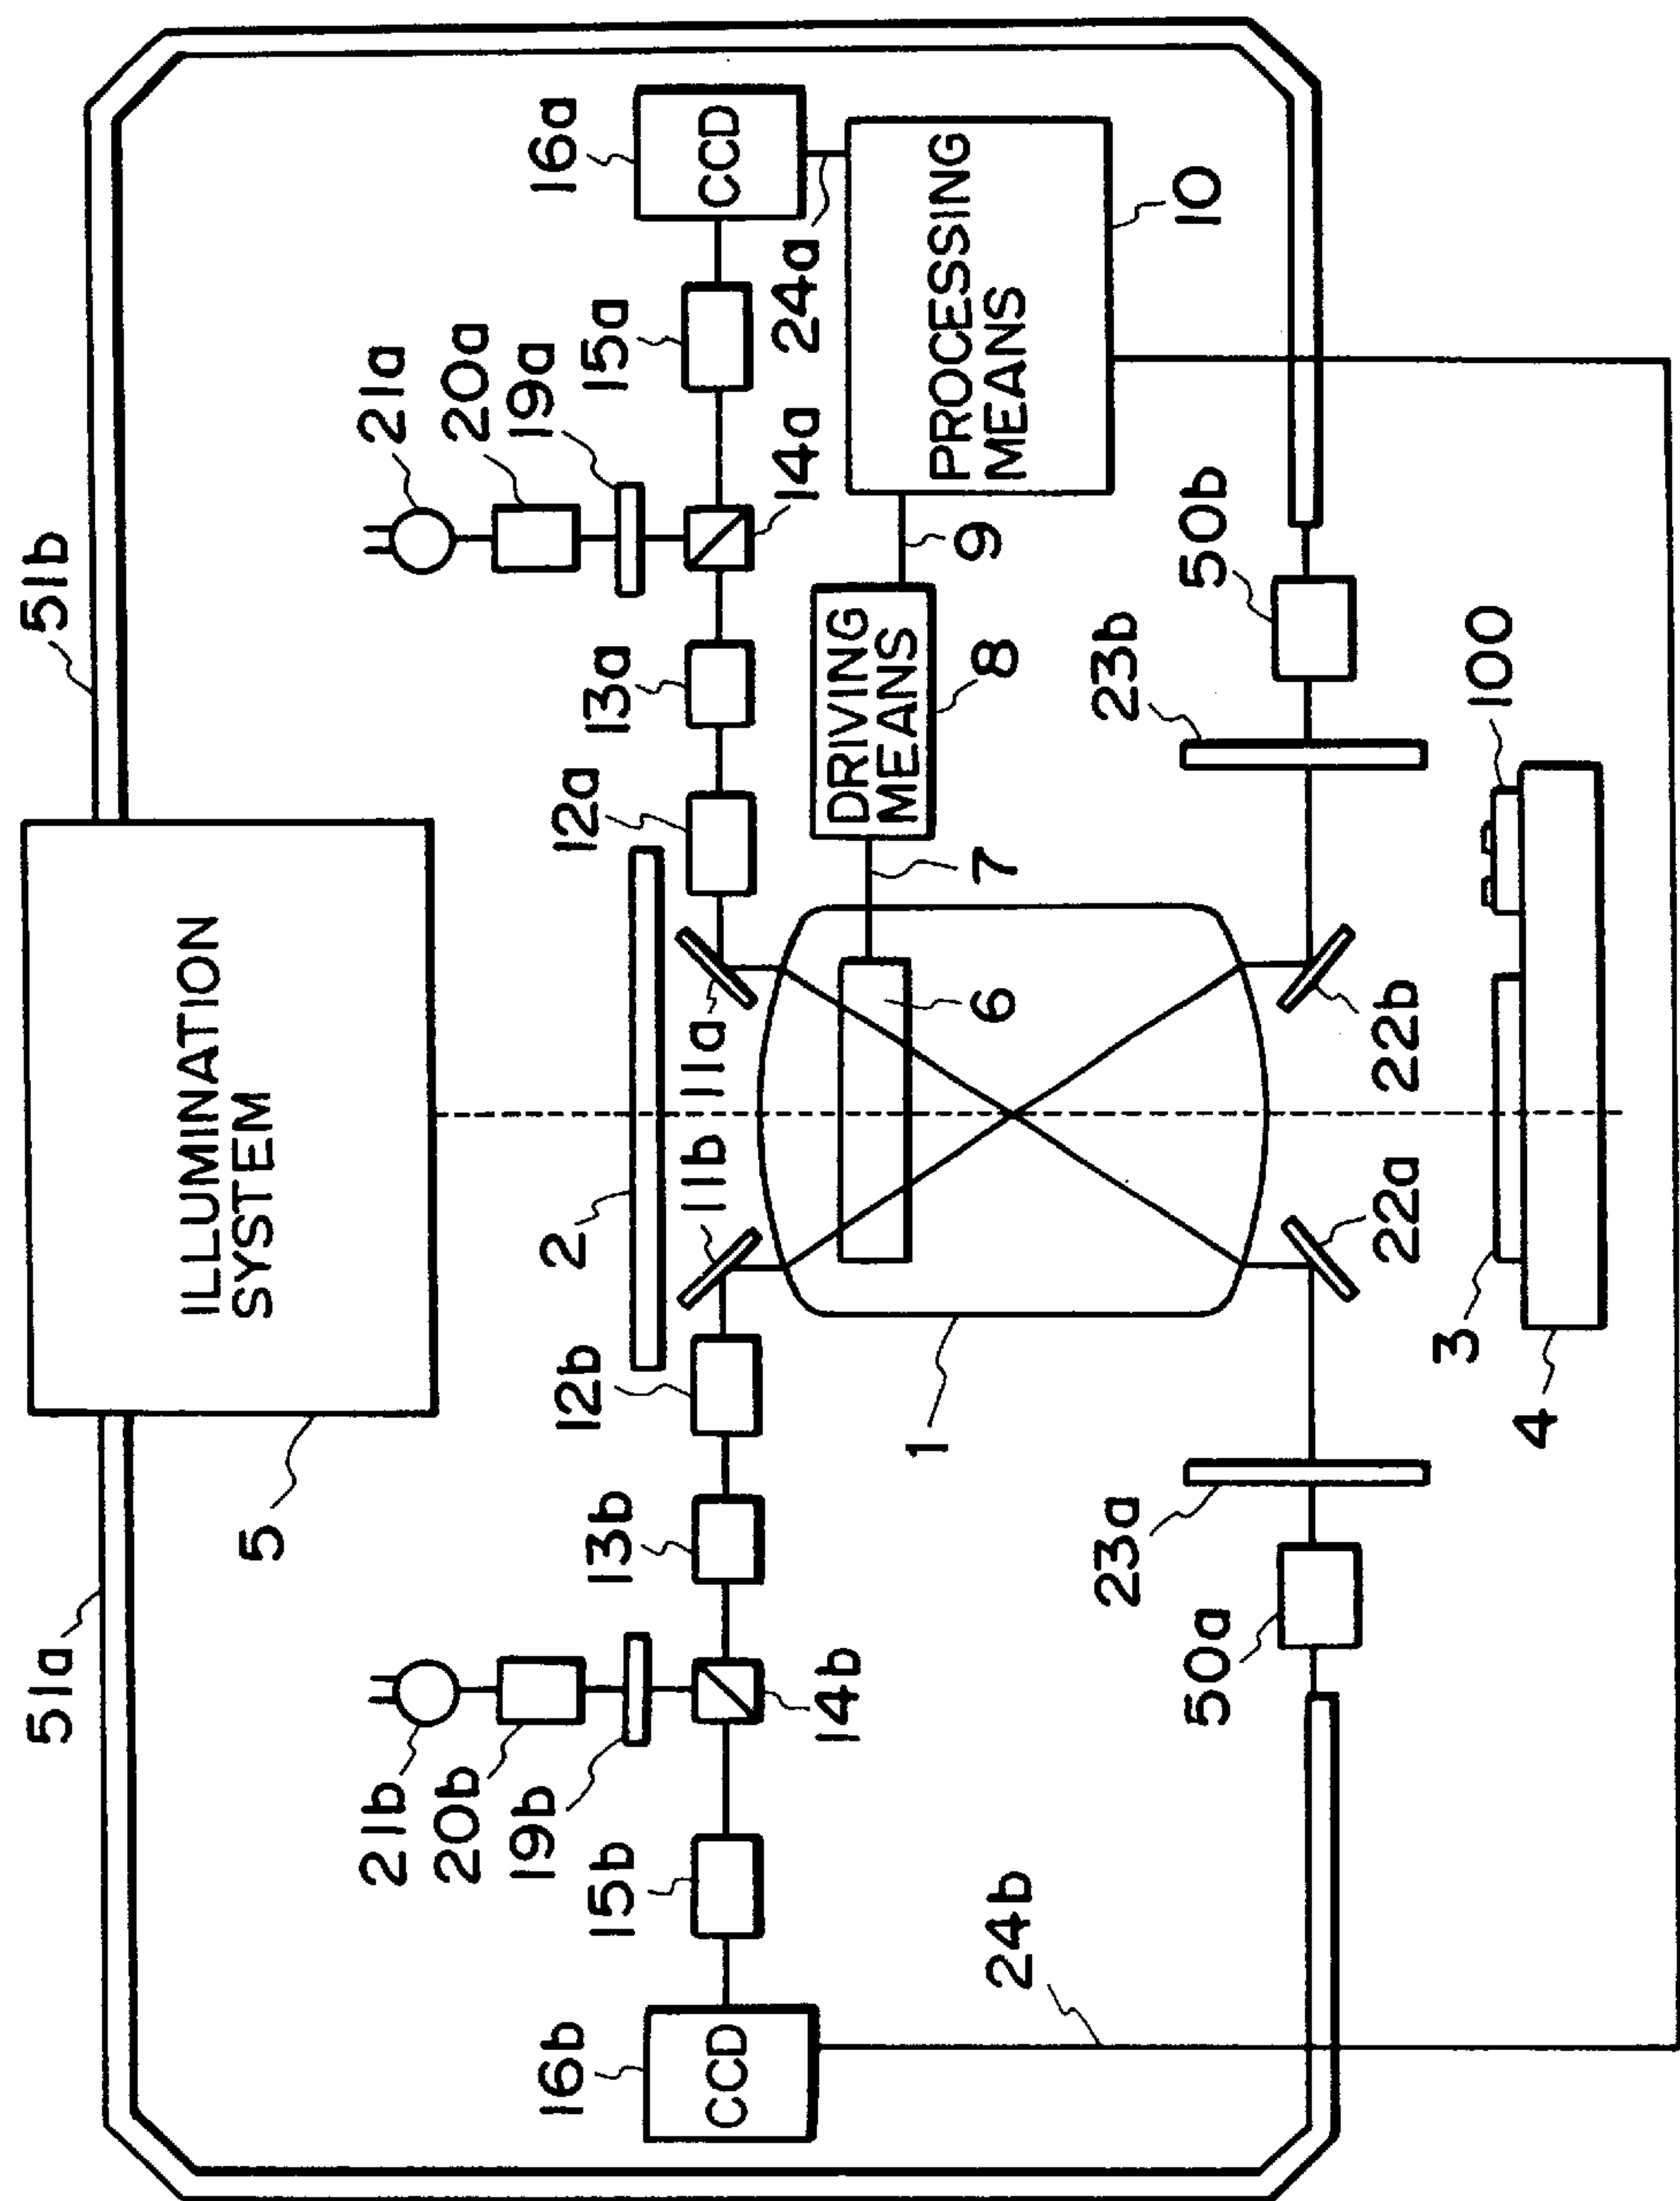 51a
51b
ILLUMINATION
SYSTEM
5
21b
21a
20b
20a
19b
19a
16b
12b
2
12a
16a
15b
13b
13a
15a
11b
11a
CCD
CCD
14b
14a
24a
DRIVING
MEANS
1
PROCESSING
MEANS
24b
6
7
8
9
23a
23b
10
50a
50b
22a
22b
3
100
4